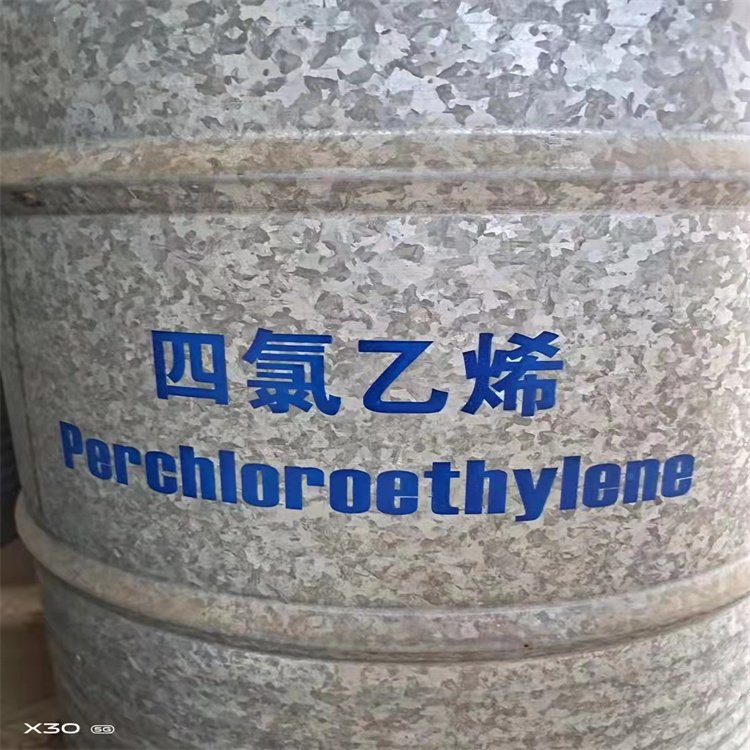 四氯乙烯
Perchloroethylene
X30 5G